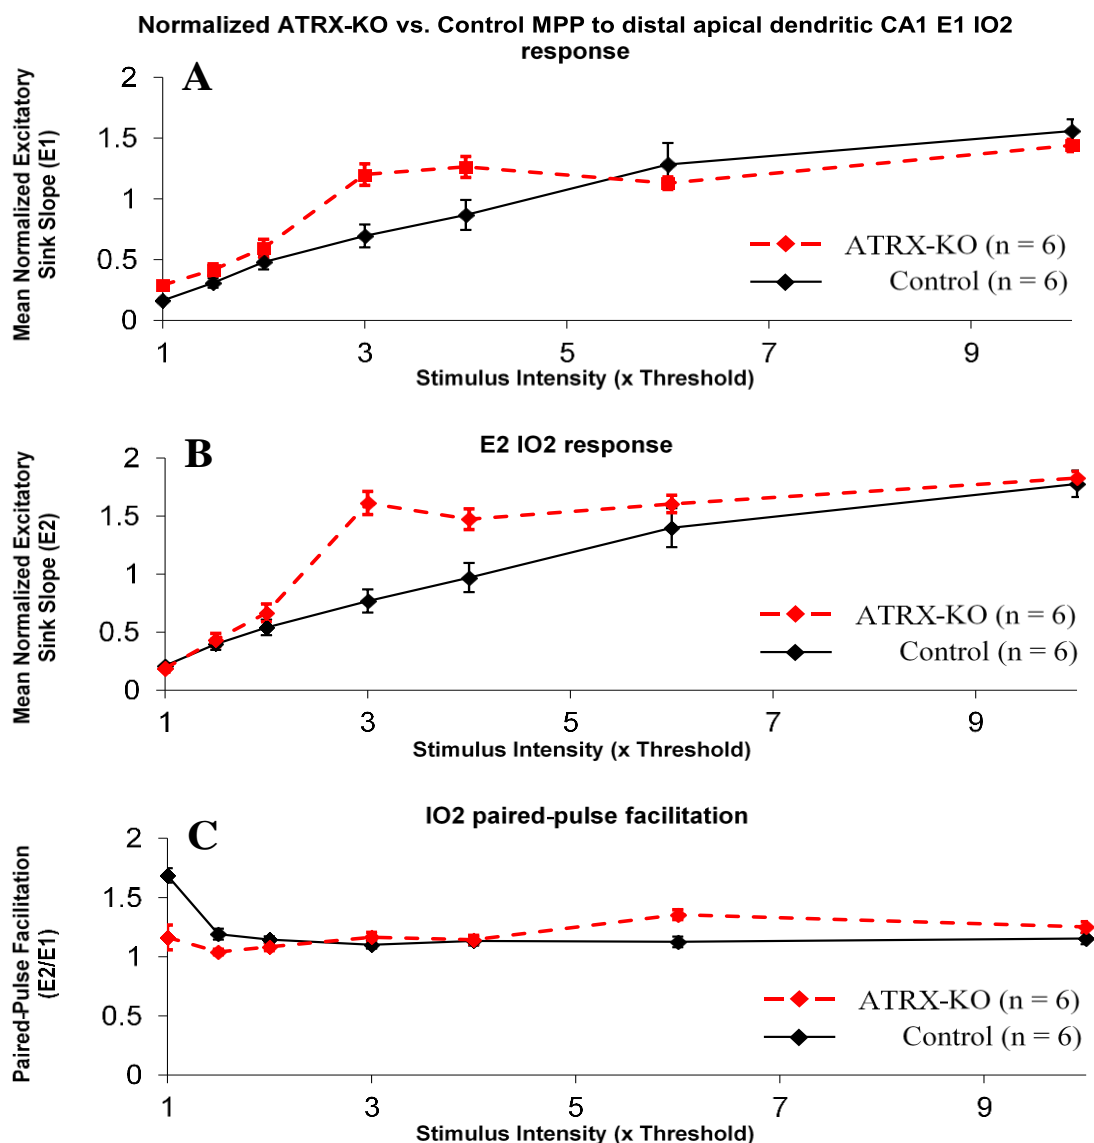 Normalized ATRX-KO vs. Control MPP to distal apical dendritic CA1 E1 IO2
response
A
Mean Normalized Excitatory
Sink Slope (E1)
2
1.5
1
0.5
0
ATRX-KO (n = 6)
Control (n = 6)
1 3 5 7 9
Stimulus Intensity (x Threshold)
B
E2 IO2 response
Mean Normalized Excitatory
Sink Slope (E2)
2
1.5
1
0.5
0
ATRX-KO (n = 6)
Control (n = 6)
1 3 5 7 9
Stimulus Intensity (x Threshold)
IO2 paired-pulse facilitation
C
Paired-Pulse Facilitation
(E2/E1)
2
1.5
1
0.5
0
ATRX-KO (n = 6)
Control (n = 6)
1 3 5 7 9
Stimulus Intensity (x Threshold)